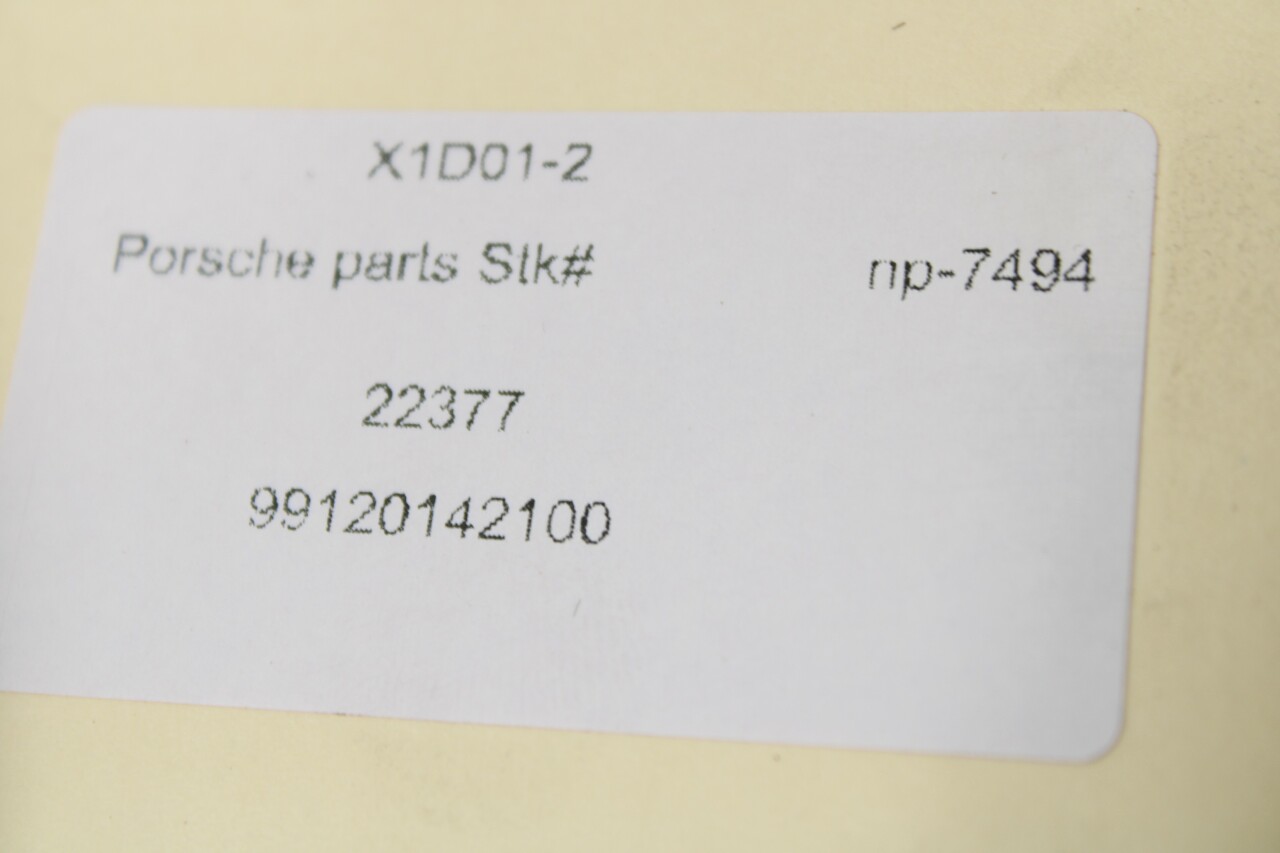 X1D01-2
Porsche parts Stk# np-7494
22377
99120142100